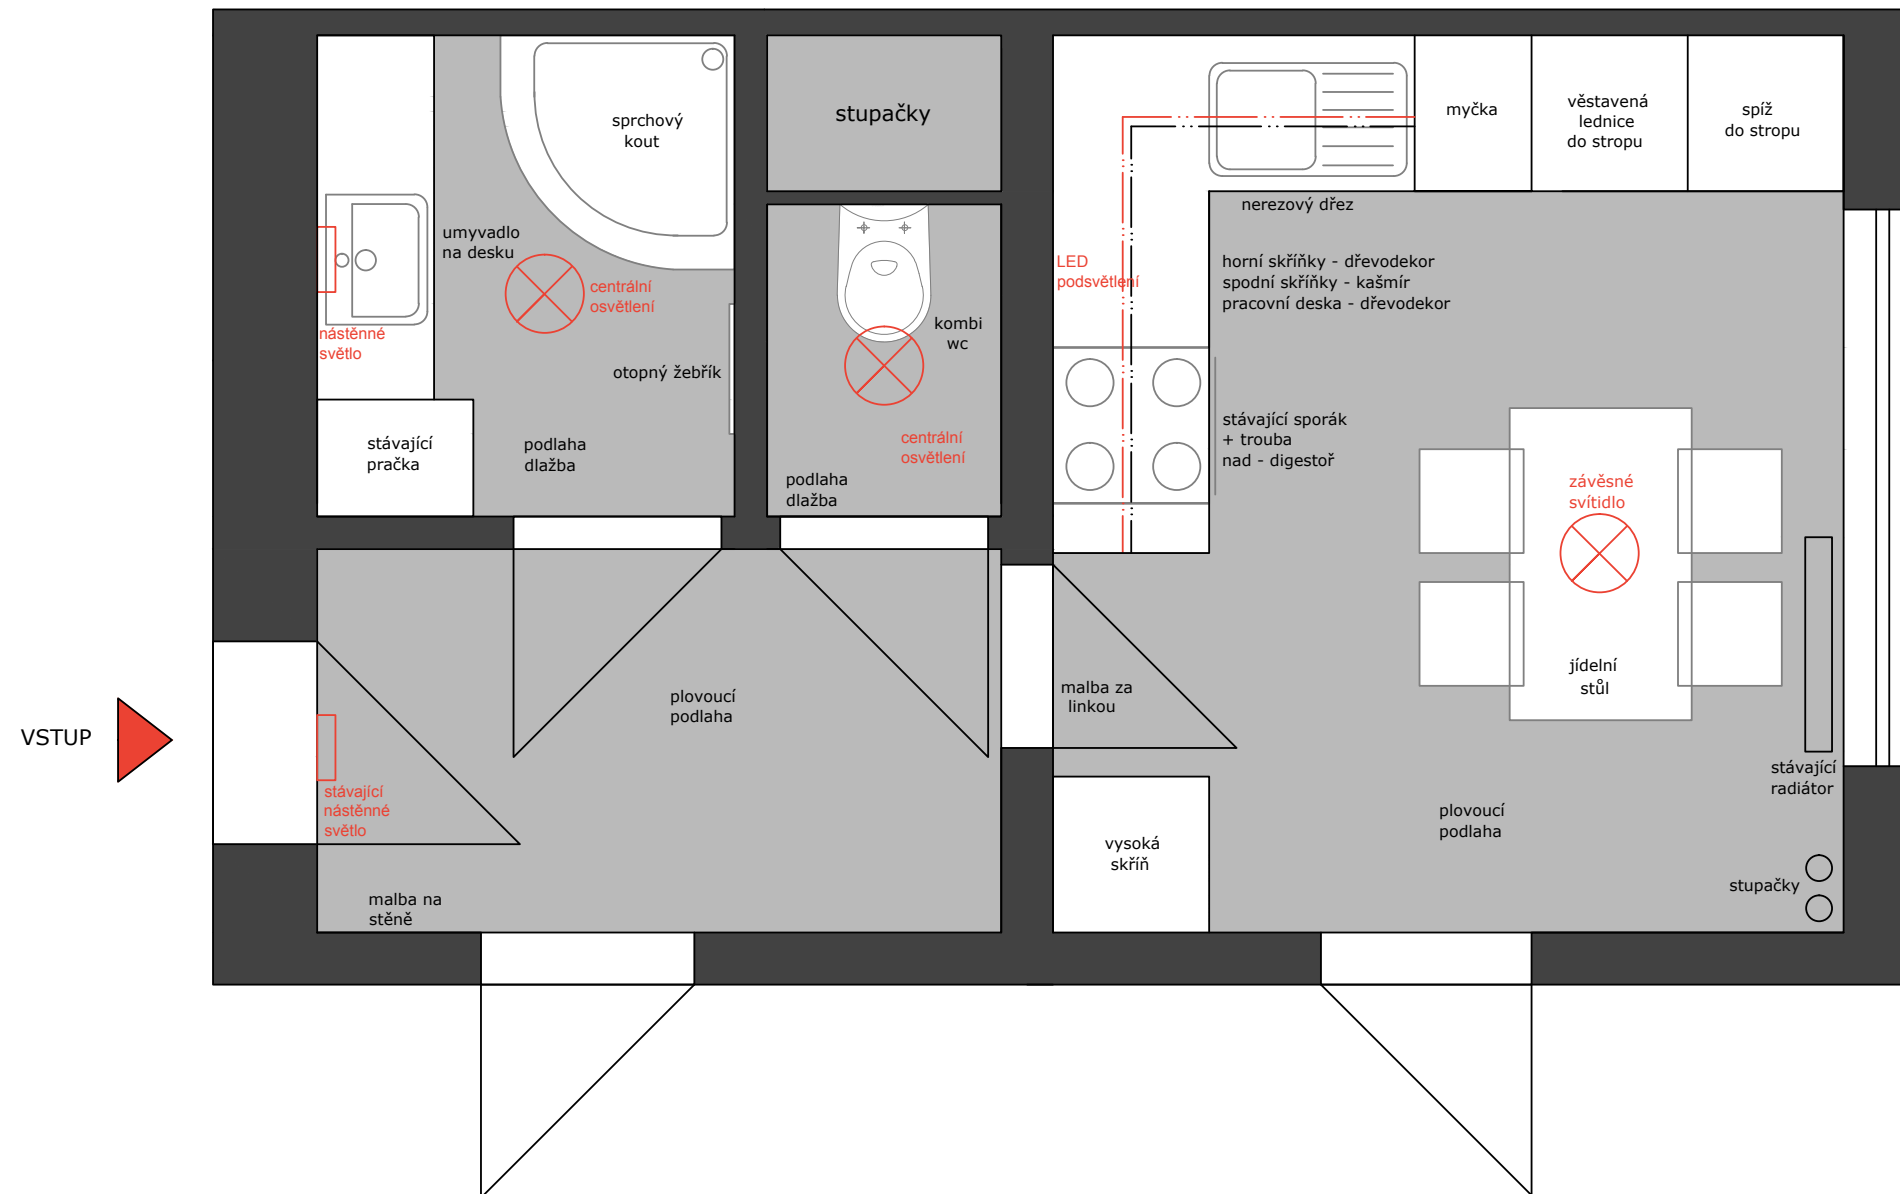 sprchový
kout
stupačky
myčka
věstavená
lednice
do stropu
spíž
do stropu
nerezový dřez
umyvadlo
na desku
centrální
osvětlení
nástěnné
světlo
otopný žebřík
kombi
wc
LED
podsvětlení
horní skříňky - dřevodekor
spodní skříňky - kašmír
pracovní deska - dřevodekor
stávající
pračka
podlaha
dlažba
centrální
osvětlení
podlaha
dlažba
stávající sporák
+ trouba
nad - digestoř
závěsné
svítidlo
jídelní
stůl
VSTUP
plovoucí
podlaha
malba za
linkou
stávající
nástěnné
světlo
stávající
radiátor
plovoucí
podlaha
vysoká
skříň
malba na
stěně
stupačky